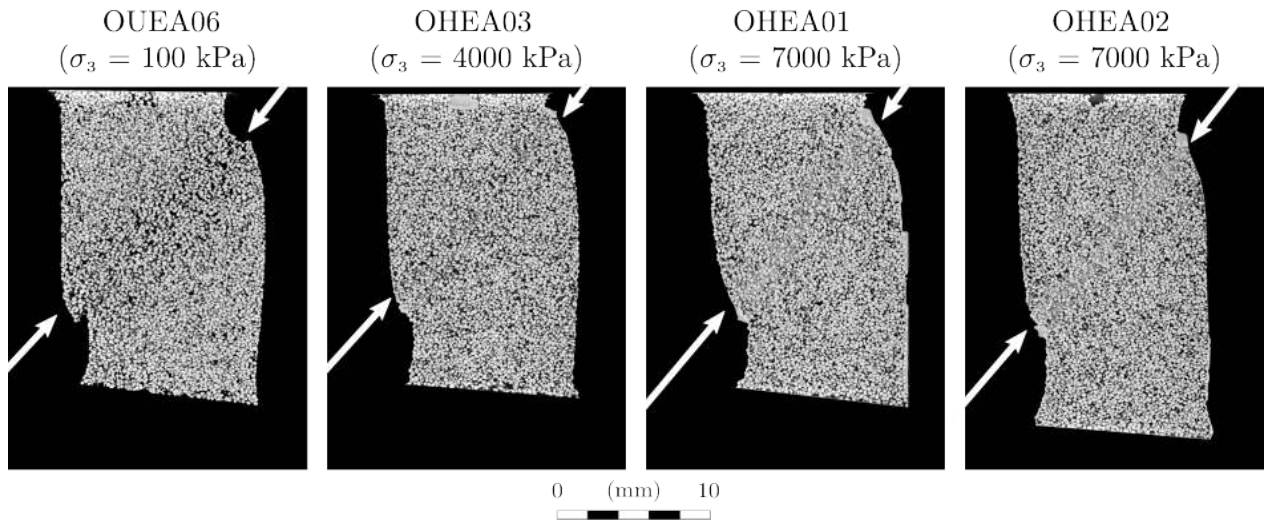 OUEA06
(σ₃ = 100 kPa)
OHEA03
(σ₃ = 4000 kPa)
OHEA01
(σ₃ = 7000 kPa)
OHEA02
(σ₃ = 7000 kPa)
0 (mm) 10